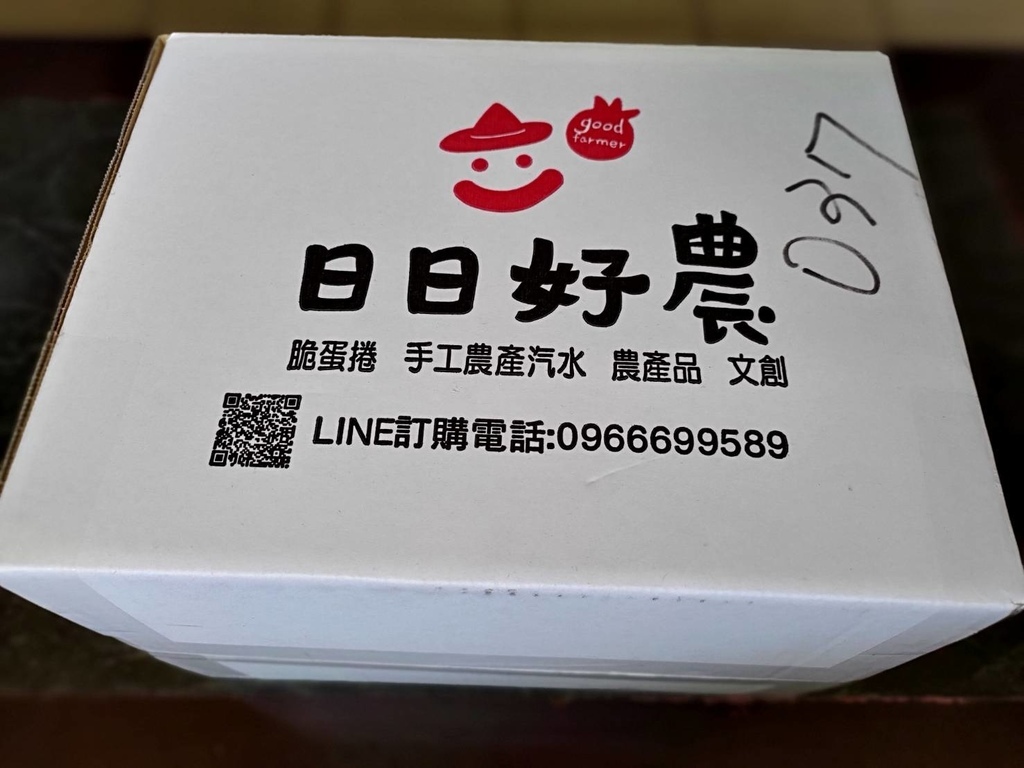 good
farmer
日日好農
脆蛋捲 手工農產汽水 農產品 文創
LINE訂購電話:0966699589